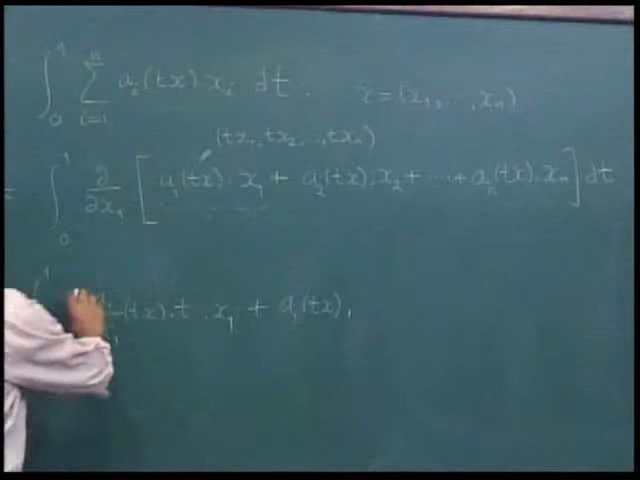 ∫₀¹ ∑ᵢ₌₁ⁿ aᵢ(tx) xᵢ dt . x = (x₁, ..., xₙ)
(tx₁, tx₂, ..., txₙ)
= ∫₀¹ ∂/∂x₁ [ a₁(tx) · x₁ + a₂(tx) · x₂ + ... + aₙ(tx) · xₙ ] dt
(tx) . t . x₁ + a₁(tx) .